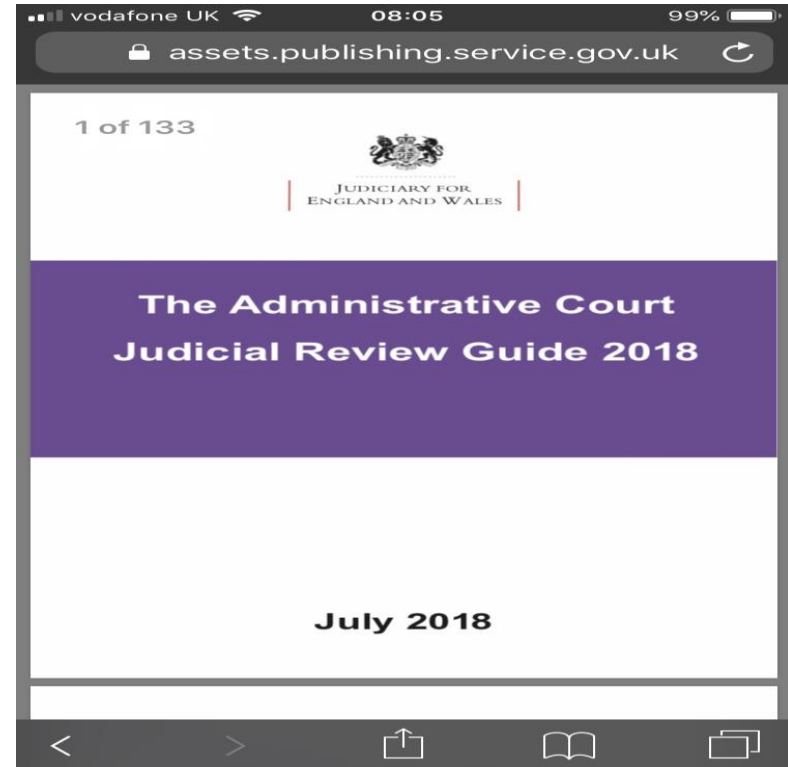 vodafone UK 08:05 99%
assets.publishing.service.gov.uk
1 of 133
JUDICIARY FOR
ENGLAND AND WALES
The Administrative Court
Judicial Review Guide 2018
July 2018